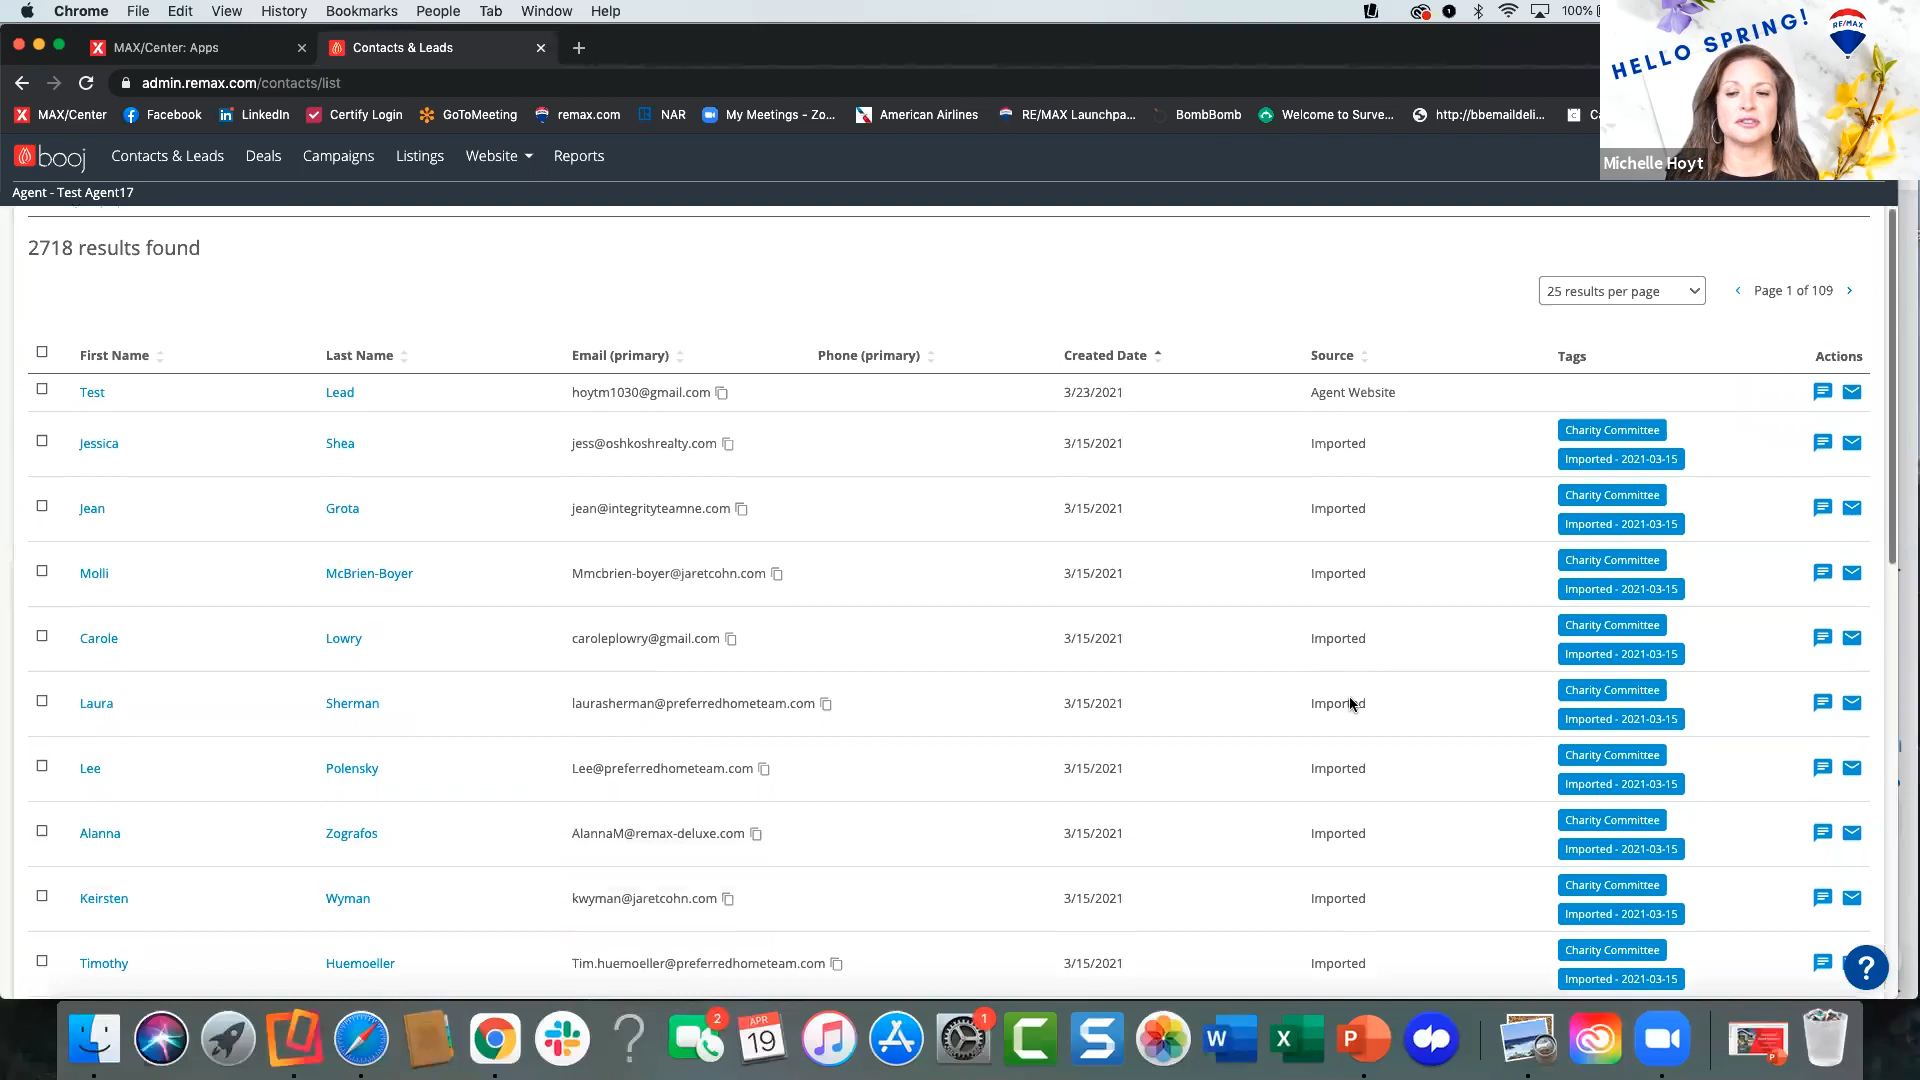 Chrome File Edit View History Bookmarks People Tab Window Help 100%
MAX/Center: Apps Contacts & Leads
admin.remax.com/contacts/list
MAX/Center Facebook LinkedIn Certify Login GoToMeeting remax.com NAR My Meetings - Zo... American Airlines RE/MAX Launchpa... BombBomb Welcome to Surve... http://bbemaildeli...
HELLO SPRING!
RE/MAX
Michelle Hoyt
booj Contacts & Leads Deals Campaigns Listings Website Reports
Agent - Test Agent17
2718 results found
25 results per page Page 1 of 109
First Name Last Name Email (primary) Phone (primary) Created Date Source Tags Actions
Test Lead hoytm1030@gmail.com 3/23/2021 Agent Website
Jessica Shea jess@oshkoshrealty.com 3/15/2021 Imported Charity Committee
Imported - 2021-03-15
Jean Grota jean@integrityteamne.com 3/15/2021 Imported Charity Committee
Imported - 2021-03-15
Molli McBrien-Boyer Mmcbrien-boyer@jaretcohn.com 3/15/2021 Imported Charity Committee
Imported - 2021-03-15
Carole Lowry caroleplowry@gmail.com 3/15/2021 Imported Charity Committee
Imported - 2021-03-15
Laura Sherman laurasherman@preferredhometeam.com 3/15/2021 Imported Charity Committee
Imported - 2021-03-15
Lee Polensky Lee@preferredhometeam.com 3/15/2021 Imported Charity Committee
Imported - 2021-03-15
Alanna Zografos AlannaM@remax-deluxe.com 3/15/2021 Imported Charity Committee
Imported - 2021-03-15
Keirsten Wyman kwyman@jaretcohn.com 3/15/2021 Imported Charity Committee
Imported - 2021-03-15
Timothy Huemoeller Tim.huemoeller@preferredhometeam.com 3/15/2021 Imported Charity Committee
Imported - 2021-03-15
?
2 APR 19 1